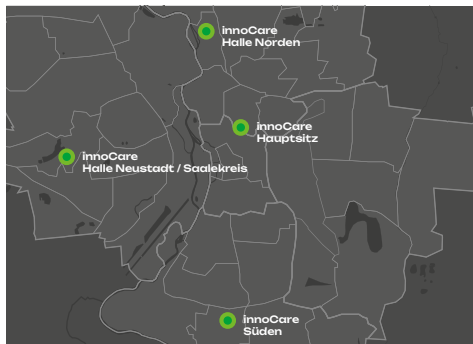 innoCare
Halle Norden
innoCare
Hauptsitz
innoCare
Halle Neustadt / Saalekreis
innoCare
Süden